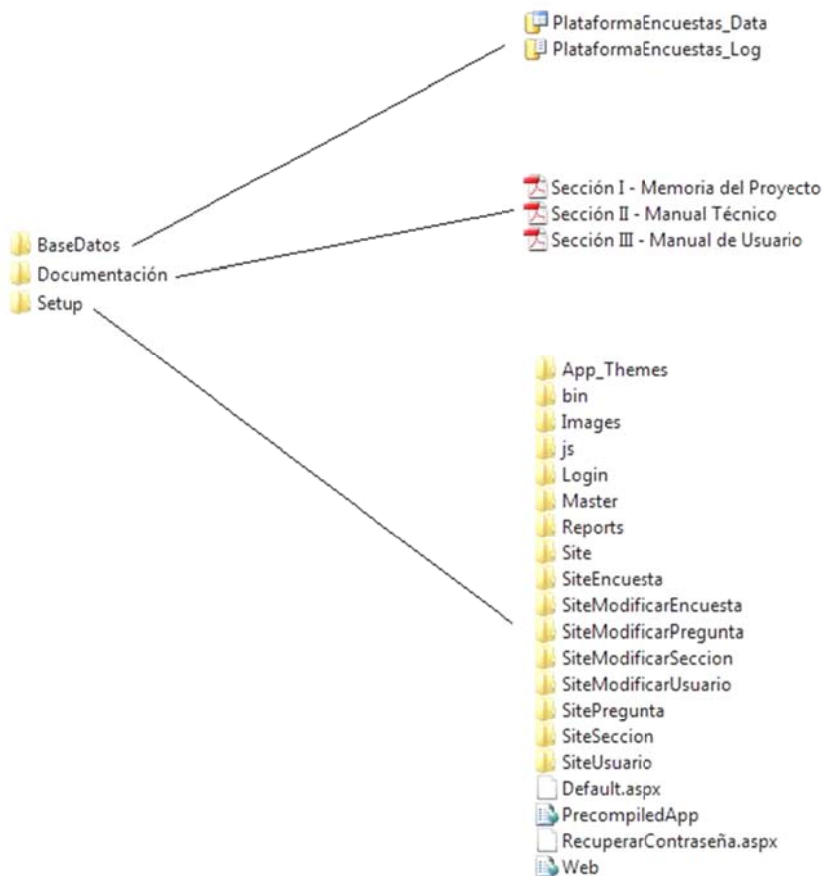 PlataformaEncuestas_Data
PlataformaEncuestas_Log
Sección I - Memoria del Proyecto
Sección II - Manual Técnico
Sección III - Manual de Usuario
BaseDatos
Documentación
Setup
App_Themes
bin
Images
js
Login
Master
Reports
Site
SiteEncuesta
SiteModificarEncuesta
SiteModificarPregunta
SiteModificarSeccion
SiteModificarUsuario
SitePregunta
SiteSeccion
SiteUsuario
Default.aspx
PrecompiledApp
RecuperarContraseña.aspx
Web